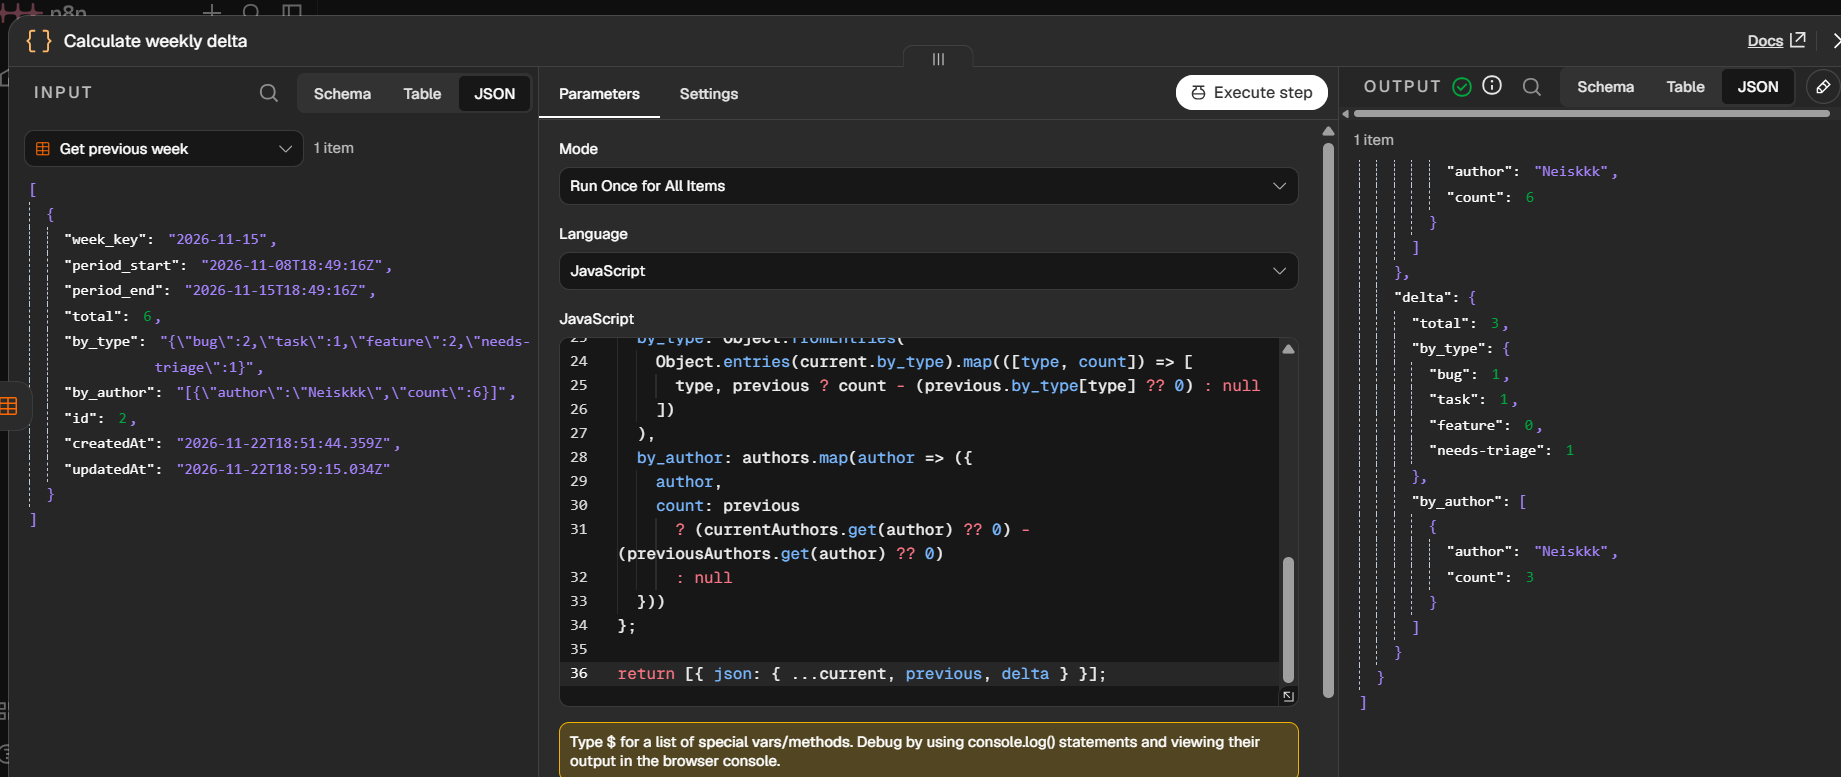 n8n
Calculate weekly delta
Docs
INPUT
Schema
Table
JSON
Get previous week
1 item
[
{
"week_key": "2026-11-15",
"period_start": "2026-11-08T18:49:16Z",
"period_end": "2026-11-15T18:49:16Z",
"total": 6,
"by_type": "{\"bug\":2,\"task\":1,\"feature\":2,\"needs-
triage\":1}",
"by_author": "[{\"author\":\"Neiskkk\",\"count\":6}]",
"id": 2,
"createdAt": "2026-11-22T18:51:44.359Z",
"updatedAt": "2026-11-22T18:59:15.034Z"
}
]
Parameters
Settings
Execute step
Mode
Run Once for All Items
Language
JavaScript
JavaScript
23 by_type: Object.fromEntries(
24 Object.entries(current.by_type).map(([type, count]) => [
25 type, previous ? count - (previous.by_type[type] ?? 0) : null
26 ])
27 ),
28 by_author: authors.map(author => ({
29 author,
30 count: previous
31 ? (currentAuthors.get(author) ?? 0) -
(previousAuthors.get(author) ?? 0)
32 : null
33 }))
34 };
35
36 return [{ json: { ...current, previous, delta } }];
Type $ for a list of special vars/methods. Debug by using console.log() statements and viewing their
output in the browser console.
OUTPUT
Schema
Table
JSON
1 item
"author": "Neiskkk",
"count": 6
}
]
},
"delta": {
"total": 3,
"by_type": {
"bug": 1,
"task": 1,
"feature": 0,
"needs-triage": 1
},
"by_author": [
{
"author": "Neiskkk",
"count": 3
}
]
}
}
]